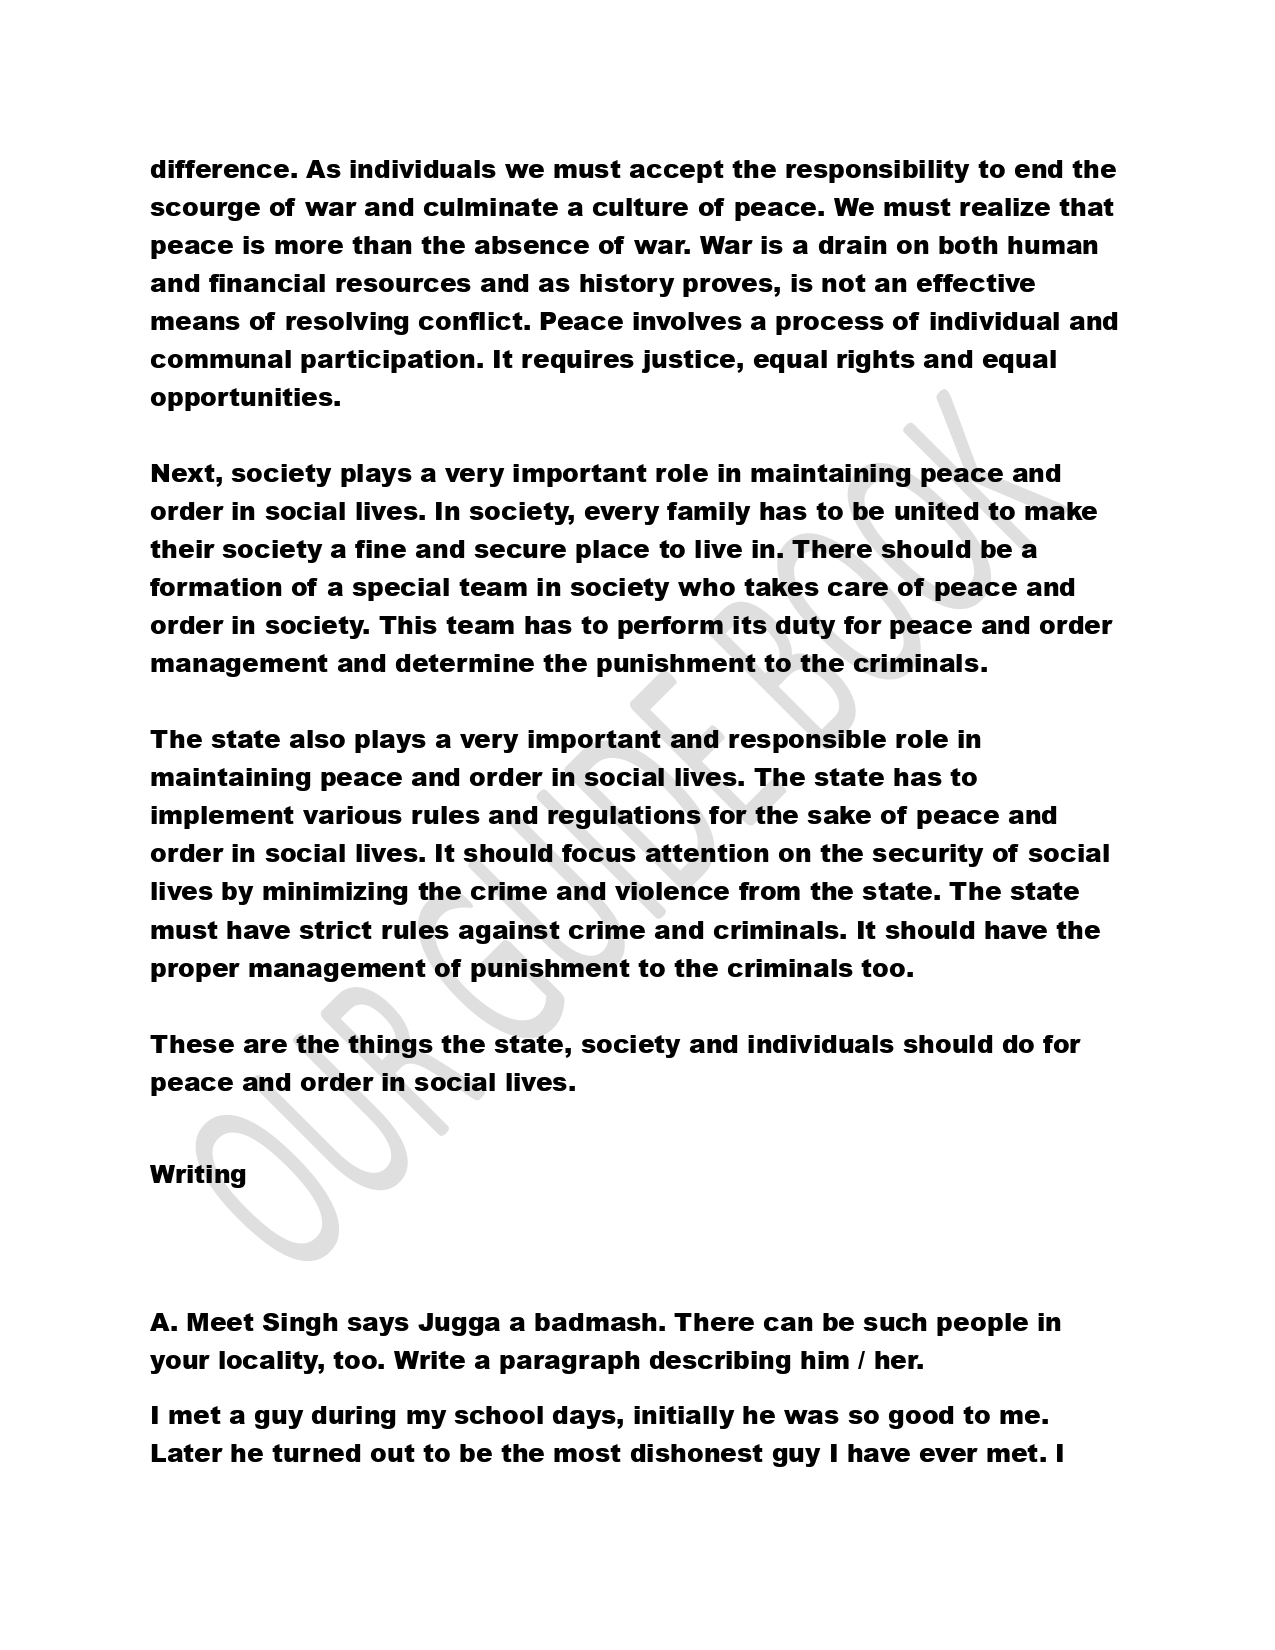 difference. As individuals we must accept the responsibility to end the
scourge of war and culminate a culture of peace. We must realize that
peace is more than the absence of war. War is a drain on both human
and financial resources and as history proves, is not an effective
means of resolving conflict. Peace involves a process of individual and
communal participation. It requires justice, equal rights and equal
opportunities.
Next, society plays a very important role in maintaining peace and
order in social lives. In society, every family has to be united to make
their society a fine and secure place to live in. There should be a
formation of a special team in society who takes care of peace and
order in society. This team has to perform its duty for peace and order
management and determine the punishment to the criminals.
The state also plays a very important and responsible role in
maintaining peace and order in social lives. The state has to
implement various rules and regulations for the sake of peace and
order in social lives. It should focus attention on the security of social
lives by minimizing the crime and violence from the state. The state
must have strict rules against crime and criminals. It should have the
proper management of punishment to the criminals too.
These are the things the state, society and individuals should do for
peace and order in social lives.
Writing
A. Meet Singh says Jugga a badmash. There can be such people in
your locality, too. Write a paragraph describing him / her.
I met a guy during my school days, initially he was so good to me.
Later he turned out to be the most dishonest guy I have ever met. I
OUR GUIDE BOOK